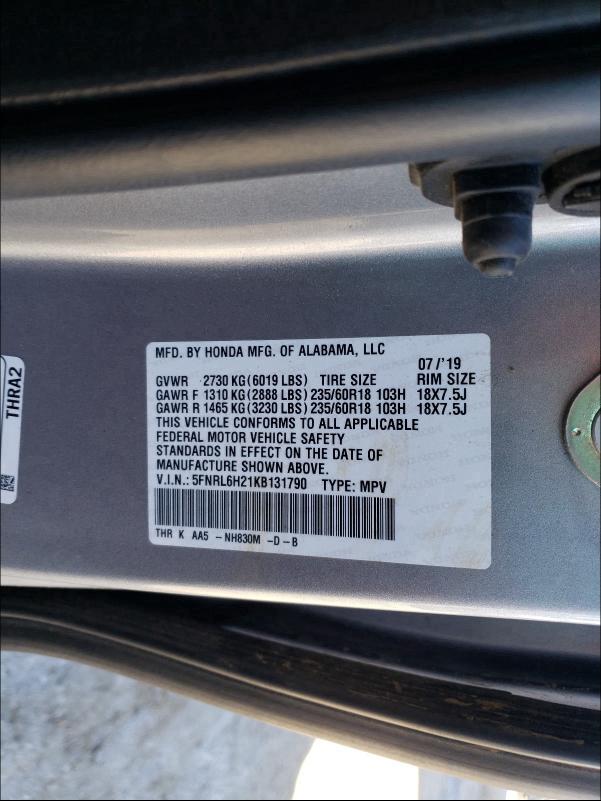 MFD. BY HONDA MFG. OF ALABAMA, LLC
07/'19
GVWR 2730 KG (6019 LBS) TIRE SIZE RIM SIZE
GAWR F 1310 KG (2888 LBS) 235/60R18 103H 18X7.5J
GAWR R 1465 KG (3230 LBS) 235/60R18 103H 18X7.5J
THIS VEHICLE CONFORMS TO ALL APPLICABLE
FEDERAL MOTOR VEHICLE SAFETY
STANDARDS IN EFFECT ON THE DATE OF
MANUFACTURE SHOWN ABOVE.
V.I.N.: 5FNRL6H21KB131790 TYPE: MPV
THR K AA5 -NH830M -D-B
THRA2